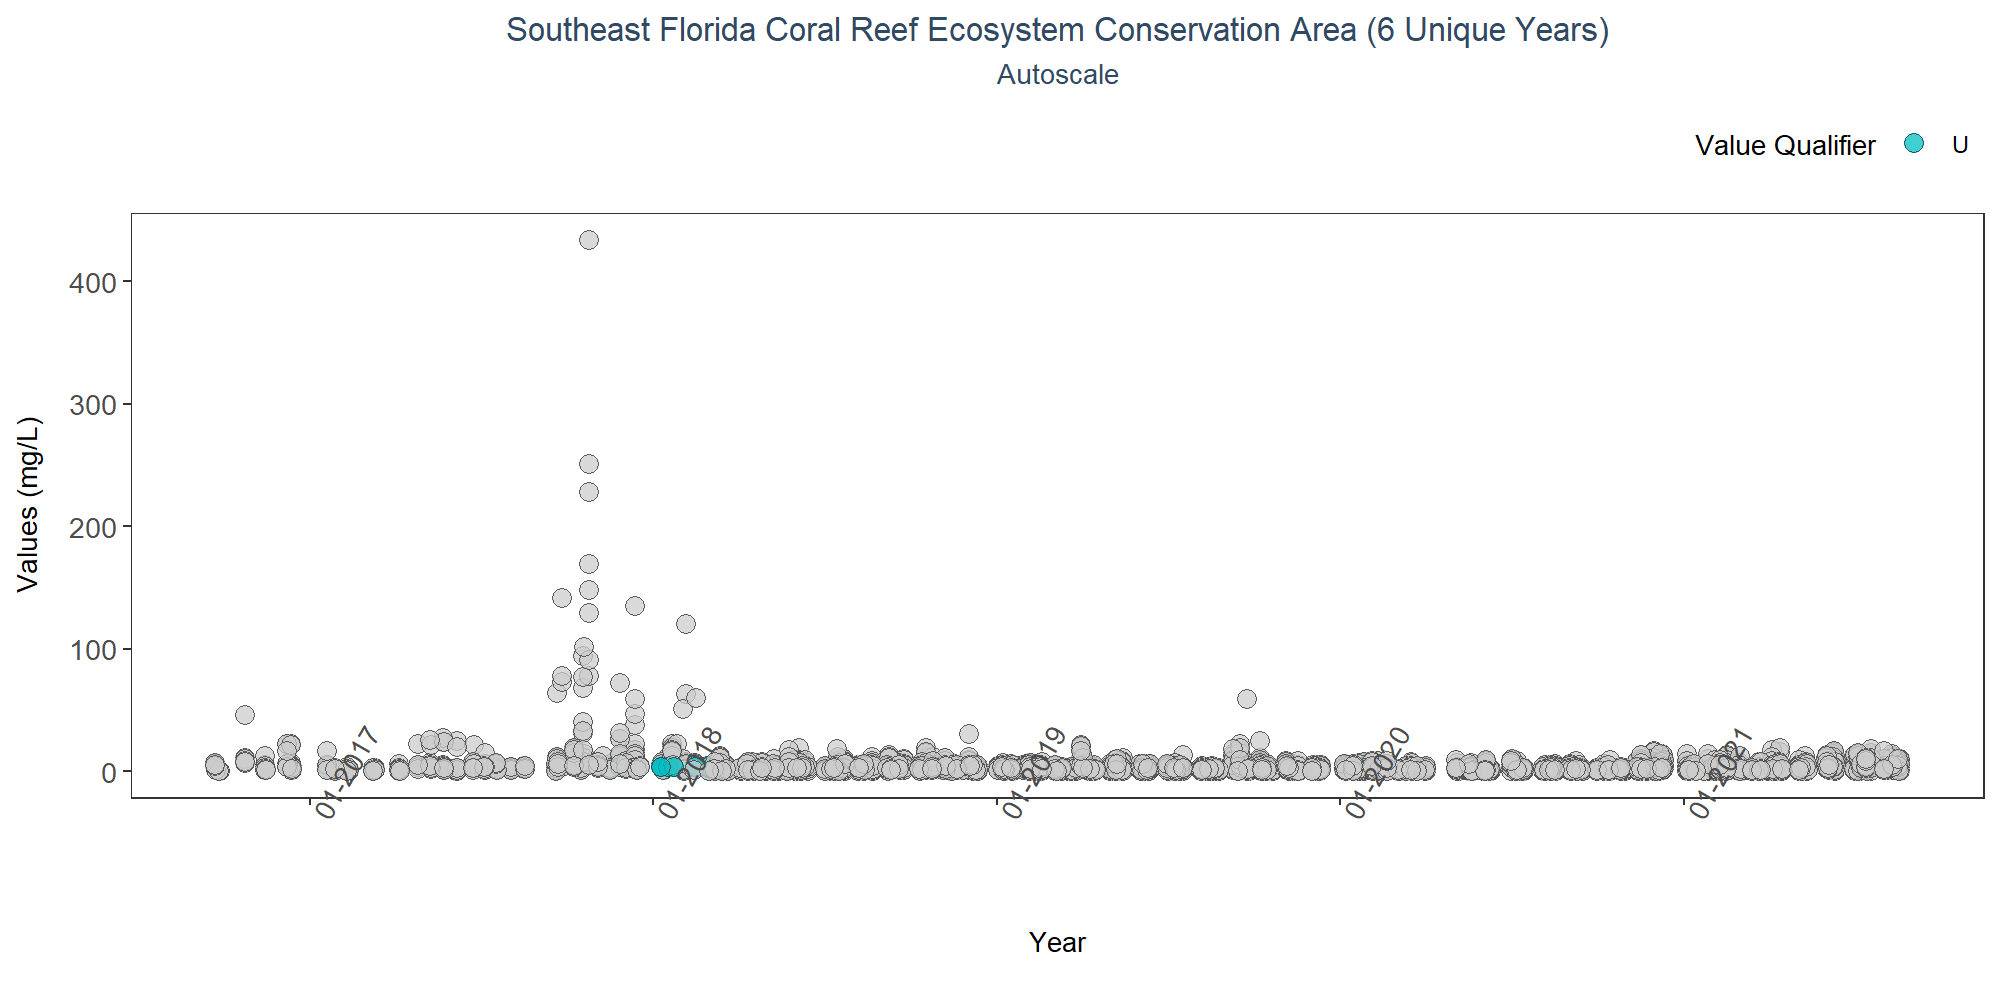 Southeast Florida Coral Reef Ecosystem Conservation Area (6 Unique Years)
Autoscale
Value Qualifier U
Values (mg/L)
400
300
200
100
0
01-2017
01-2018
01-2019
01-2020
01-2021
Year